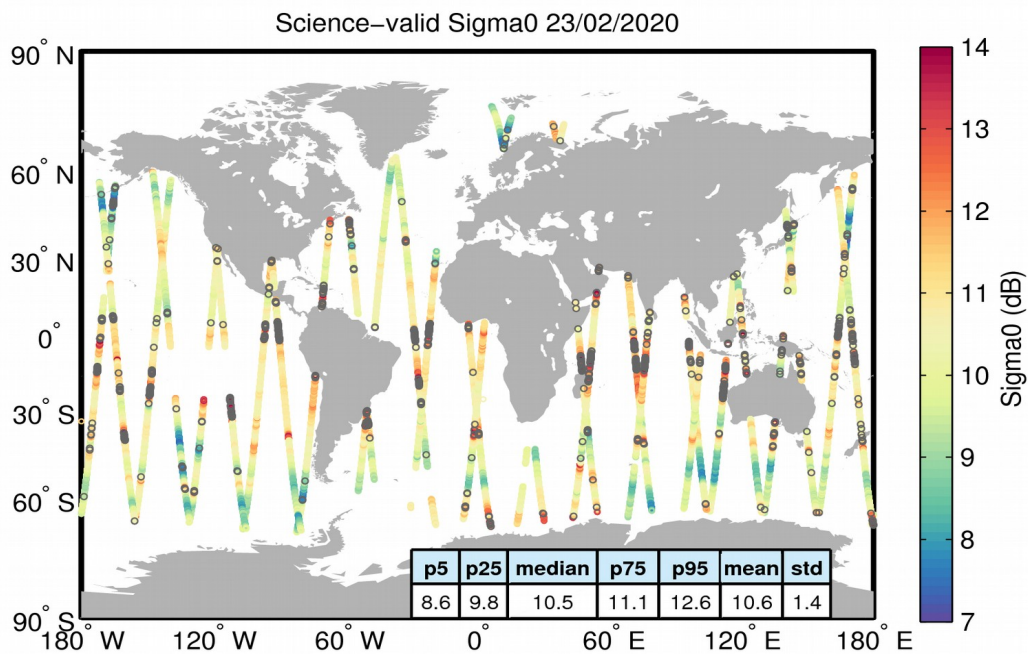 Science-valid Sigma0 23/02/2020
90° N
60° N
30° N
0°
30° S
60° S
90° S
180° W
120° W
60° W
0°
60° E
120° E
180° E
14
13
12
11
10
9
8
7
Sigma0 (dB)
p5 p25 median p75 p95 mean std
8.6 9.8 10.5 11.1 12.6 10.6 1.4